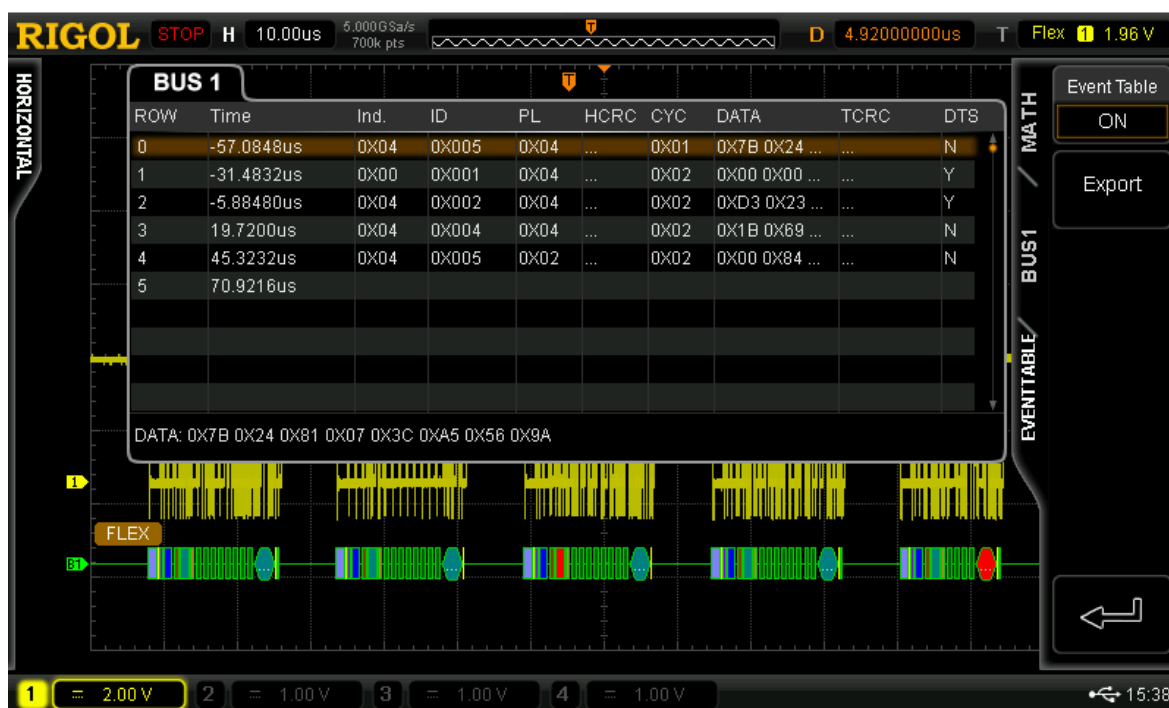 RIGOL STOP H 10.00us 5.000GSa/s 700k pts T D 4.92000000us T Flex 1 1.96 V
HORIZONTAL
BUS 1
T
ROW Time Ind. ID PL HCRC CYC DATA TCRC DTS
0 -57.0848us 0X04 0X005 0X04 ... 0X01 0X7B 0X24 ... ... N
1 -31.4832us 0X00 0X001 0X04 ... 0X02 0X00 0X00 ... ... Y
2 -5.88480us 0X04 0X002 0X04 ... 0X02 0XD3 0X23 ... ... Y
3 19.7200us 0X04 0X004 0X04 ... 0X02 0X1B 0X69 ... ... N
4 45.3232us 0X04 0X005 0X02 ... 0X02 0X00 0X84 ... ... N
5 70.9216us
DATA: 0X7B 0X24 0X81 0X07 0X3C 0XA5 0X56 0X9A
MATH
BUS1
EVENTTABLE
Event Table
ON
Export
1
FLEX
B1
... ... ... ... ...
1 = 2.00 V 2 = 1.00 V 3 = 1.00 V 4 = 1.00 V 15:38